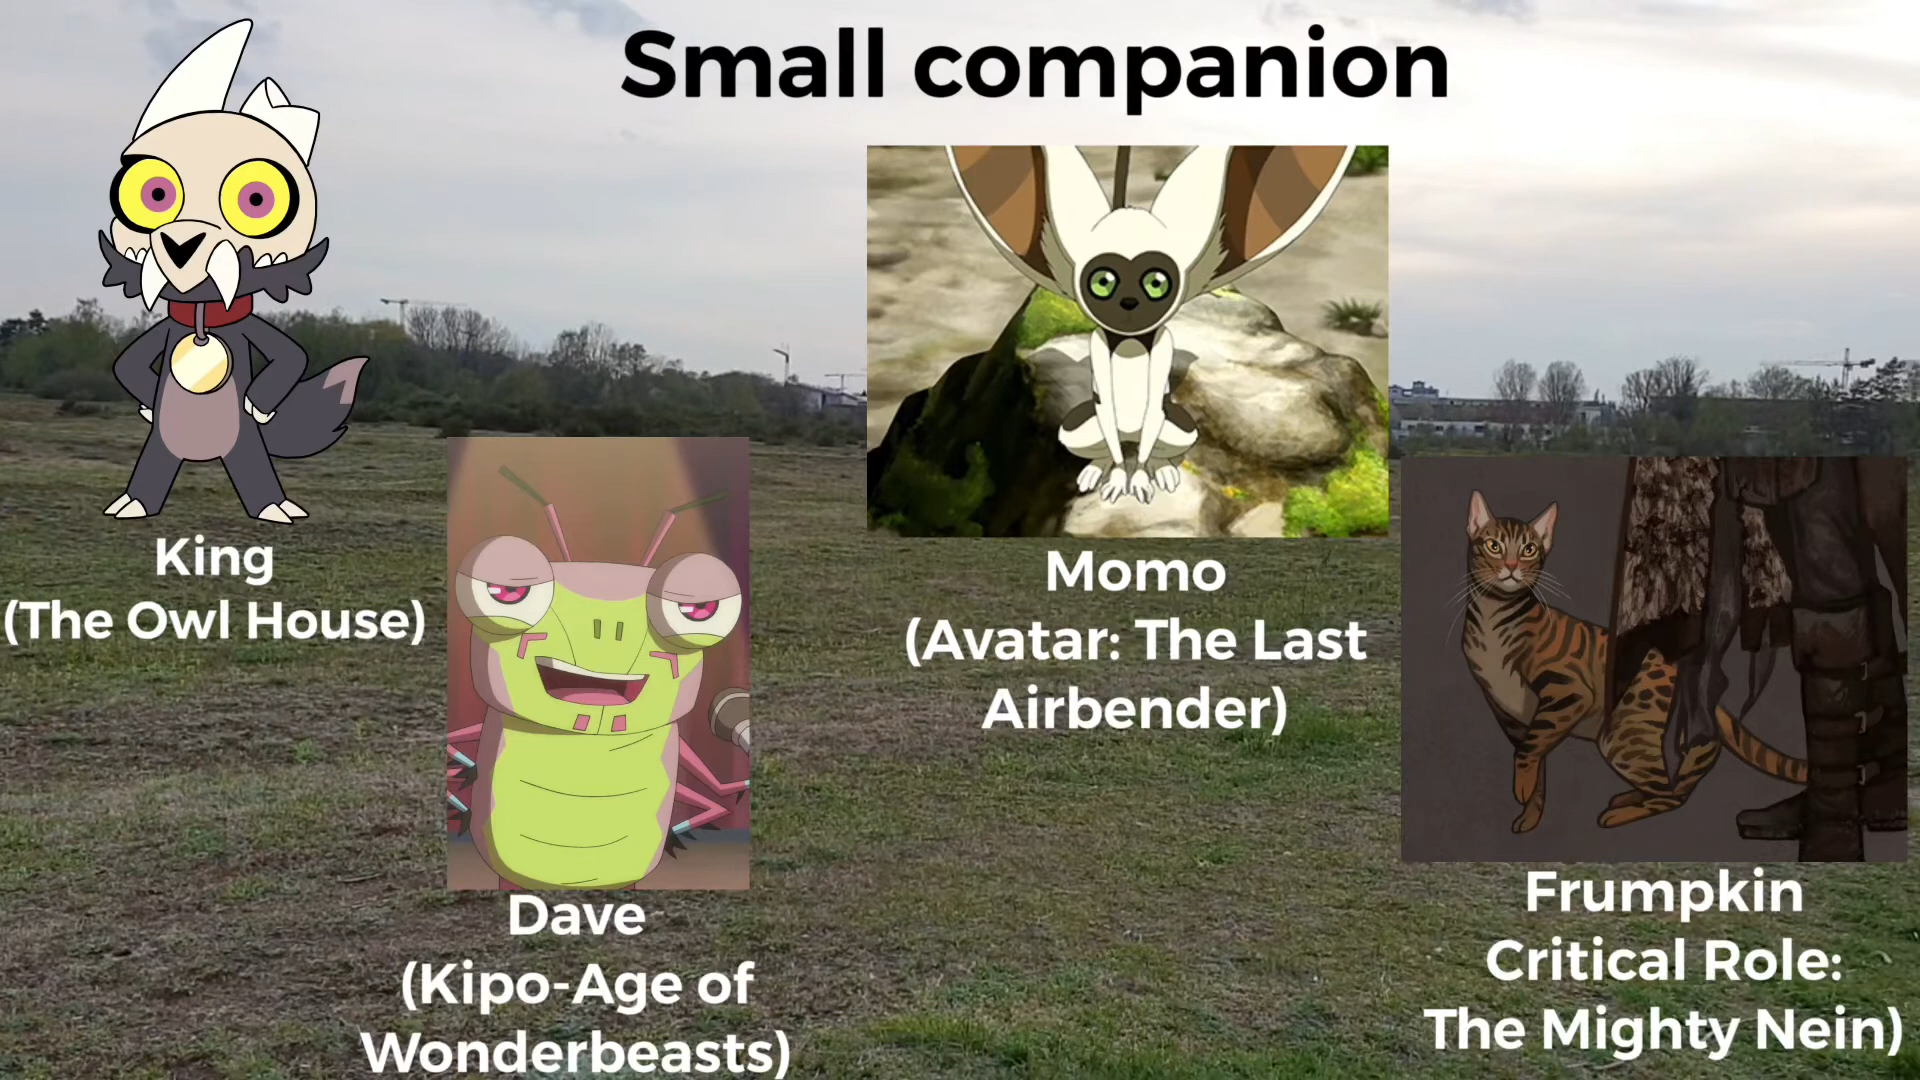 Small companion
King
(The Owl House)
Dave
(Kipo-Age of
Wonderbeasts)
Momo
(Avatar: The Last
Airbender)
Frumpkin
Critical Role:
The Mighty Nein)